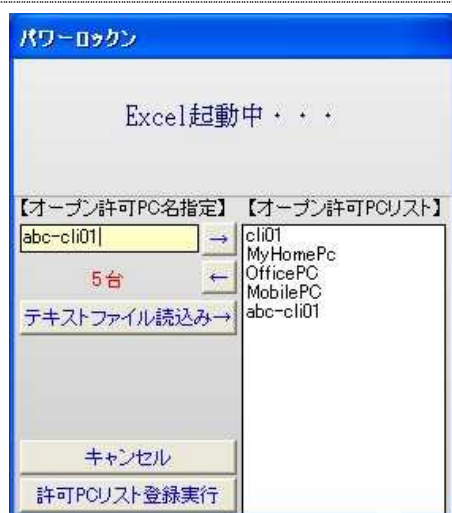 パワーロックン
Excel起動中・・・
【オープン許可PC名指定】
abc-cli01
→
5台
←
テキストファイル読込み→
キャンセル
許可PCリスト登録実行
【オープン許可PCリスト】
cli01
MyHomePc
OfficePC
MobilePC
abc-cli01